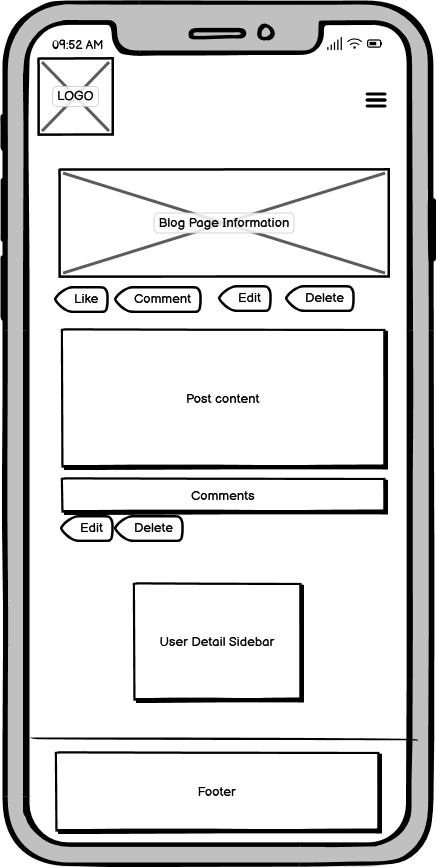 09:52 AM
LOGO
Blog Page Information
Like Comment Edit Delete
Post content
Comments
Edit Delete
User Detail Sidebar
Footer